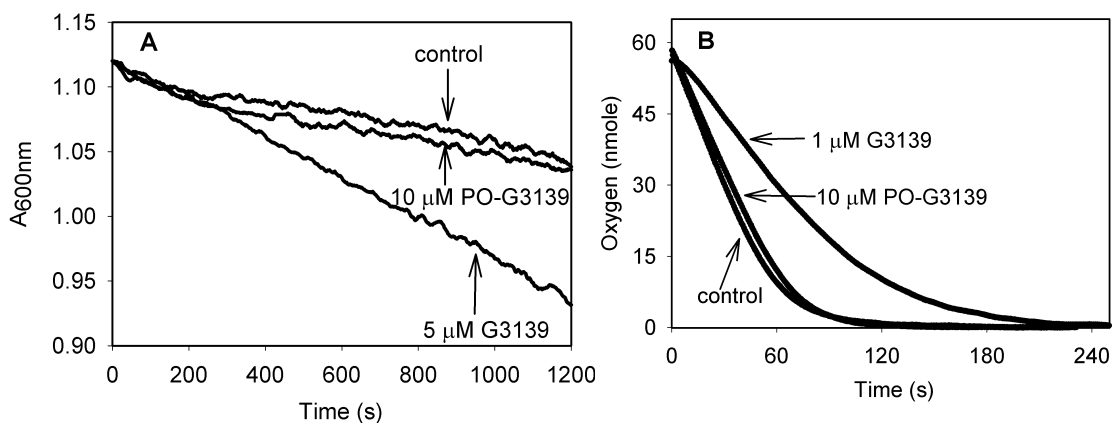 A
1.15
1.10
1.05
1.00
0.95
0.90
A600nm
control
10 μM PO-G3139
5 μM G3139
0 200 400 600 800 1000 1200
Time (s)
B
60
45
30
15
0
Oxygen (nmole)
1 μM G3139
10 μM PO-G3139
control
0 60 120 180 240
Time (s)